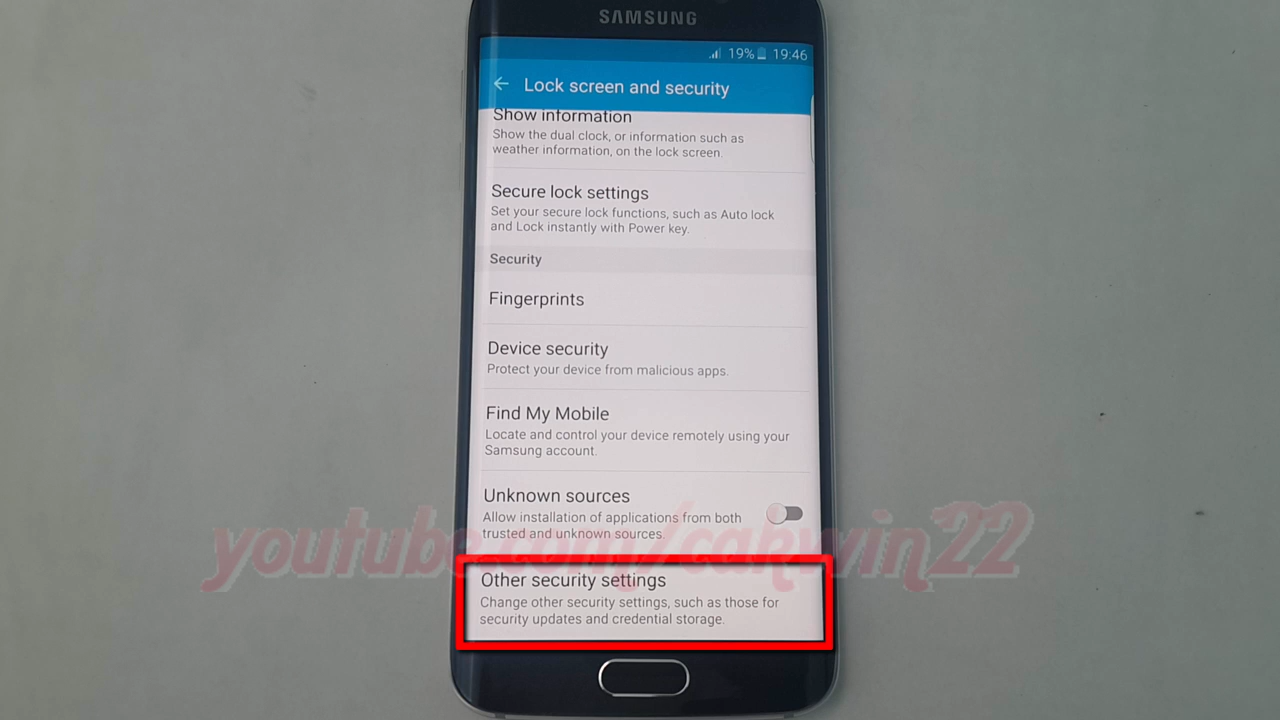 SAMSUNG
19% 19:46
Lock screen and security
Show information
Show the dual clock, or information such as
weather information, on the lock screen.
Secure lock settings
Set your secure lock functions, such as Auto lock
and Lock instantly with Power key.
Security
Fingerprints
Device security
Protect your device from malicious apps.
Find My Mobile
Locate and control your device remotely using your
Samsung account.
Unknown sources
Allow installation of applications from both
trusted and unknown sources.
youtube.com/cakwin22
Other security settings
Change other security settings, such as those for
security updates and credential storage.